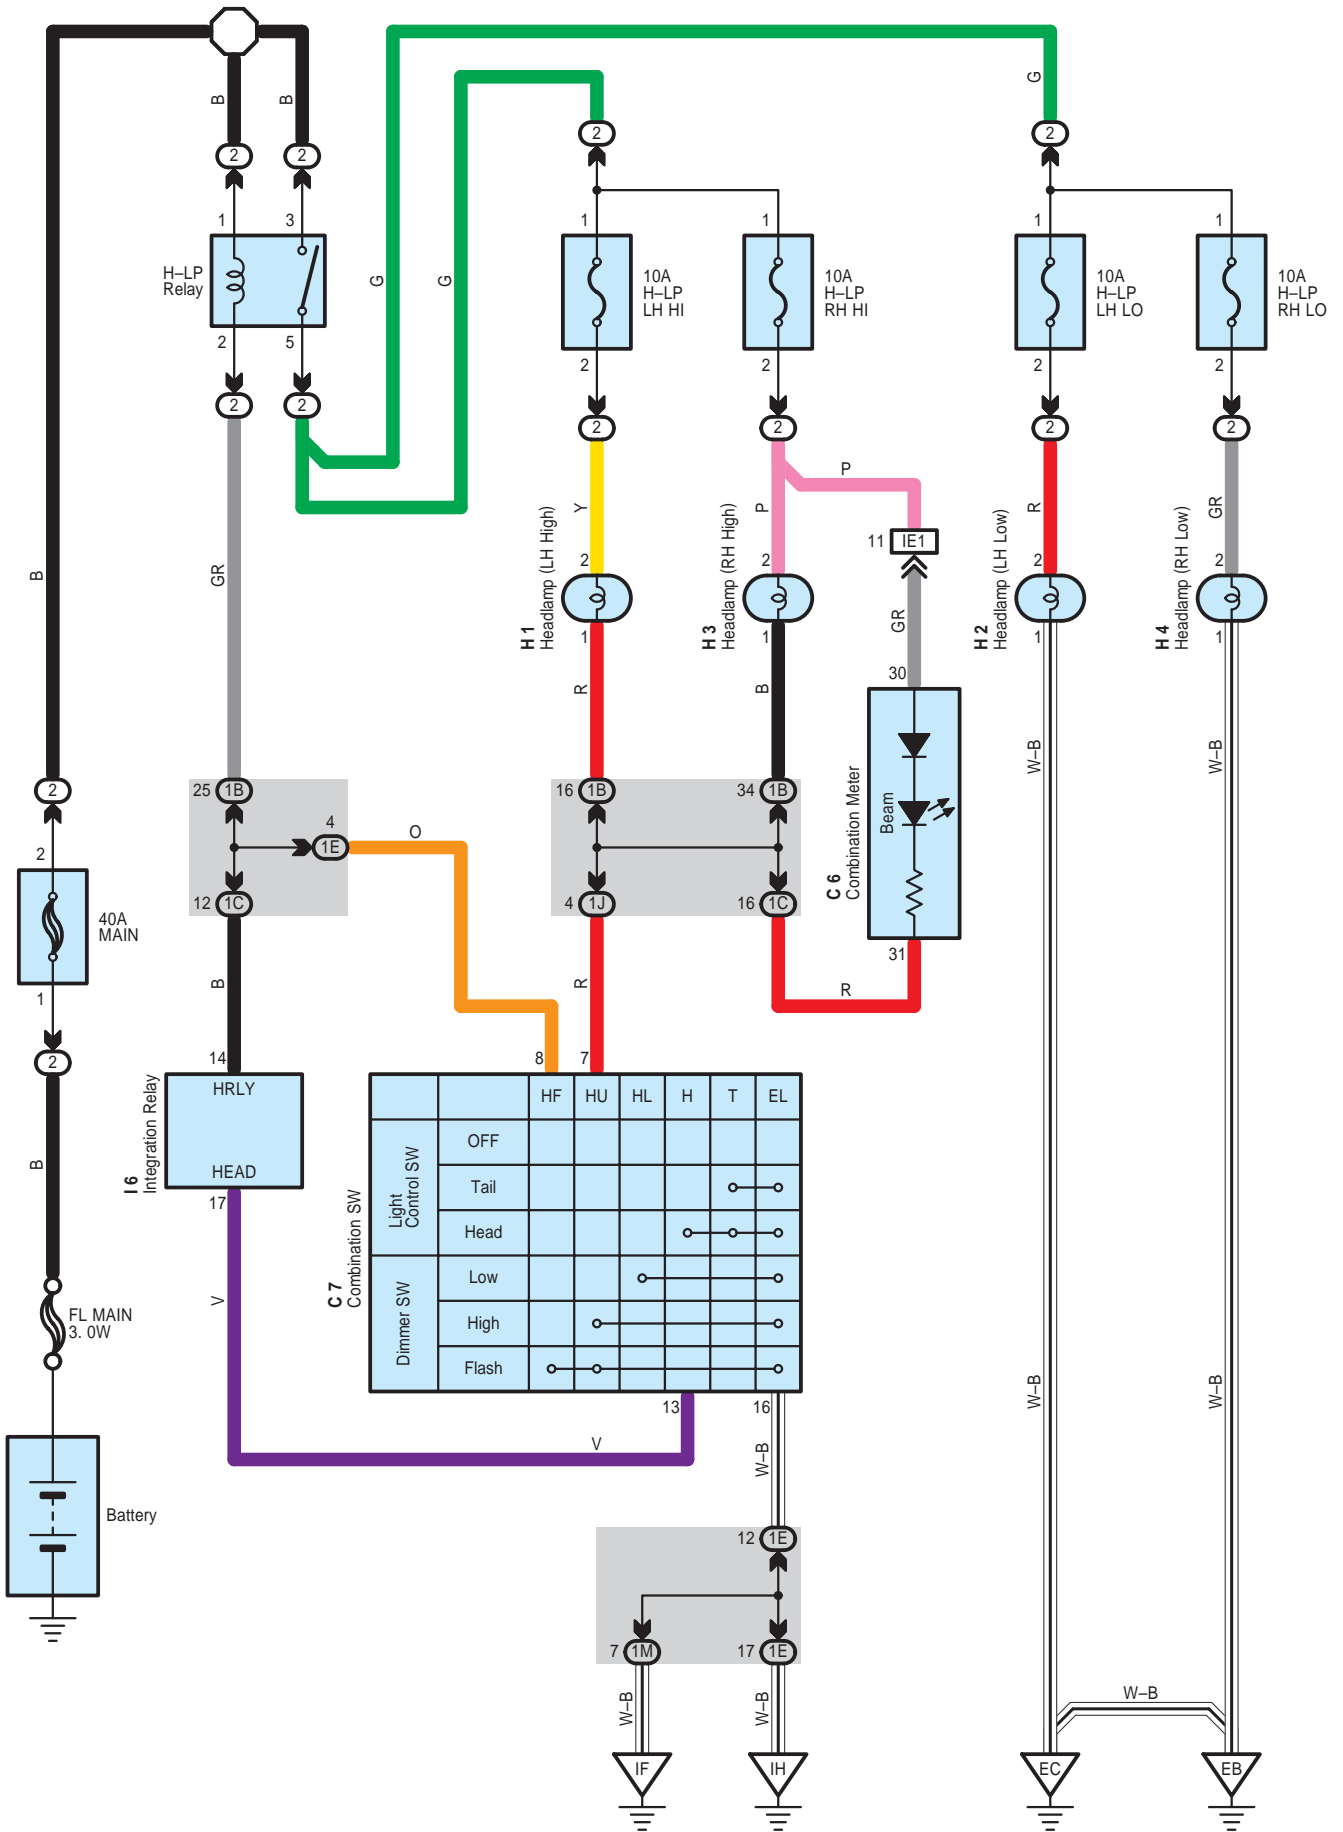 2
G
B
B
2
2
2
1
3
1
1
1
1
H–LP
Relay
G
G
10A
H–LP
LH HI
10A
H–LP
RH HI
10A
H–LP
LH LO
10A
H–LP
RH LO
2
5
2
2
2
2
2
2
2
2
2
2
B
GR
Y
P
P
R
GR
11
IE1
2
2
2
2
H 1
Headlamp (LH High)
H 3
Headlamp (RH High)
H 2
Headlamp (LH Low)
H 4
Headlamp (RH Low)
1
1
1
1
GR
30
R
B
W–B
W–B
2
25
1B
16
1B
34
1B
4
1E
O
Beam
C 6
Combination Meter
2
12
1C
4
1J
16
1C
40A
MAIN
31
1
B
R
R
2
14
8
7
HRLY
HEAD
I 6
Integration Relay
17
B
HF
HU
HL
H
T
EL
Light
Control SW
OFF
Tail
Head
Dimmer SW
Low
High
Flash
C 7
Combination SW
V
FL MAIN
3. 0W
13
16
W–B
W–B
V
W–B
Battery
12
1E
7
1M
17
1E
W–B
W–B
W–B
IF
IH
EC
EB